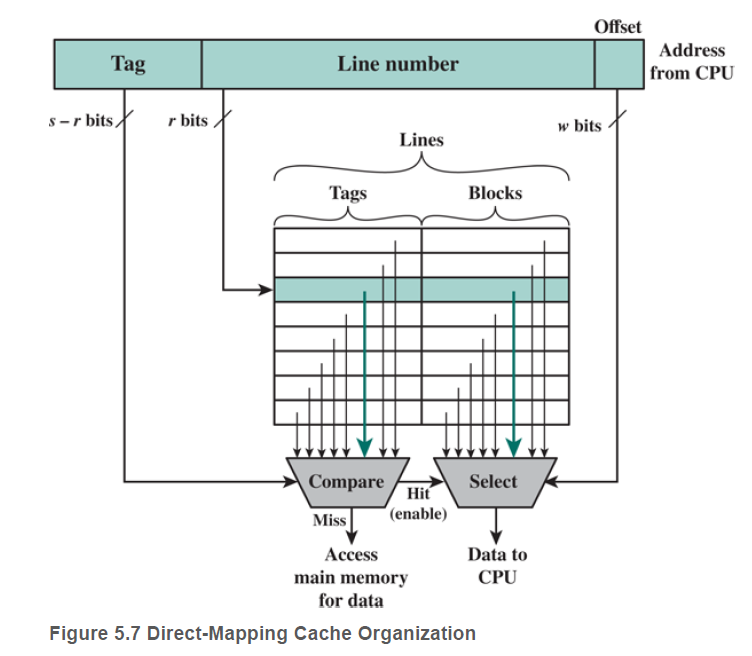 Offset
Tag
Line number
Address
from CPU
s – r bits
r bits
w bits
Lines
Tags
Blocks
Compare
Hit
(enable)
Select
Miss
Access
main memory
for data
Data to
CPU
Figure 5.7 Direct-Mapping Cache Organization